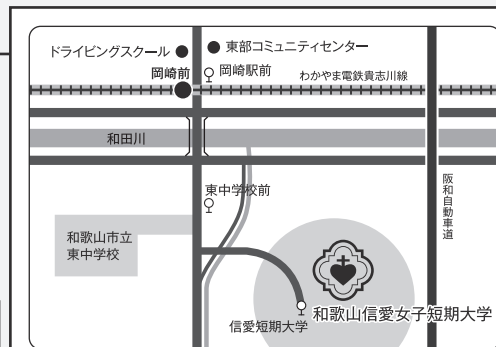 ドライビングスクール
東部コミュニティセンター
岡崎前
岡崎駅前
わかやま電鉄貴志川線
和田川
阪和自動車道
東中学校前
和歌山市立
東中学校
和歌山信愛女子短期大学
信愛短期大学